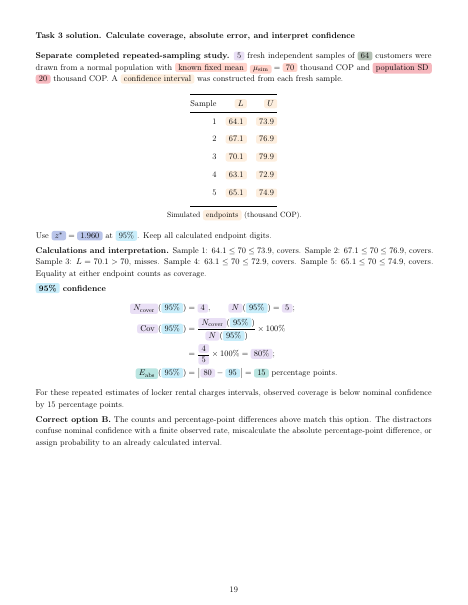 Task 3 solution. Calculate coverage, absolute error, and interpret confidence
Separate completed repeated-sampling study. 5 fresh independent samples of 64 customers were
drawn from a normal population with known fixed mean μsim = 70 thousand COP and population SD
20 thousand COP. A confidence interval was constructed from each fresh sample.
Sample L U
1 64.1 73.9
2 67.1 76.9
3 70.1 79.9
4 63.1 72.9
5 65.1 74.9
Simulated endpoints (thousand COP).
Use z* = 1.960 at 95%. Keep all calculated endpoint digits.
Calculations and interpretation. Sample 1: 64.1 ≤ 70 ≤ 73.9, covers. Sample 2: 67.1 ≤ 70 ≤ 76.9, covers.
Sample 3: L = 70.1 > 70, misses. Sample 4: 63.1 ≤ 70 ≤ 72.9, covers. Sample 5: 65.1 ≤ 70 ≤ 74.9, covers.
Equality at either endpoint counts as coverage.
95% confidence
Ncover (95%) = 4, N (95%) = 5;
Cov (95%) = Ncover (95%) / N (95%) × 100%
= 4/5 × 100% = 80%;
Eabs (95%) = |80 − 95| = 15 percentage points.
For these repeated estimates of locker rental charges intervals, observed coverage is below nominal confidence
by 15 percentage points.
Correct option B. The counts and percentage-point differences above match this option. The distractors
confuse nominal confidence with a finite observed rate, miscalculate the absolute percentage-point difference, or
assign probability to an already calculated interval.
19